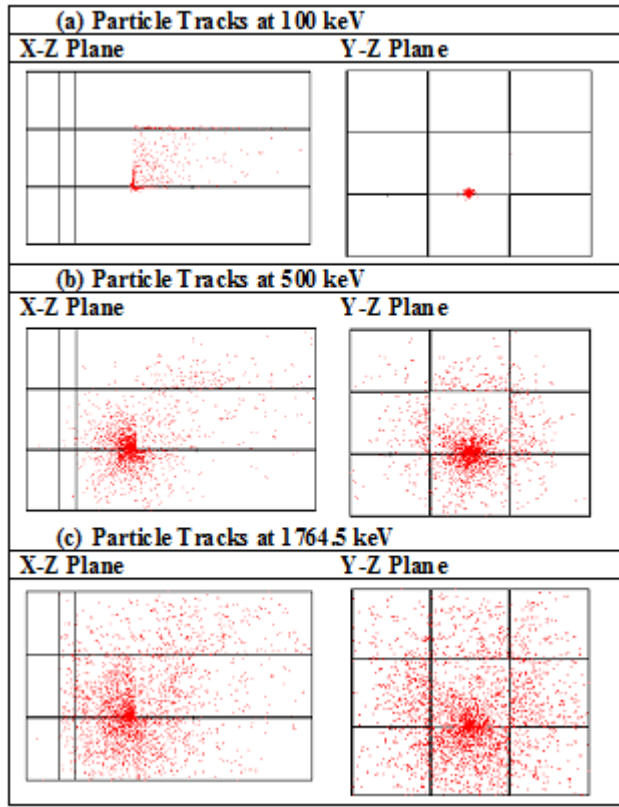 (a) Particle Tracks at 100 keV
X-Z Plane Y-Z Plane
(b) Particle Tracks at 500 keV
X-Z Plane Y-Z Plane
(c) Particle Tracks at 1764.5 keV
X-Z Plane Y-Z Plane